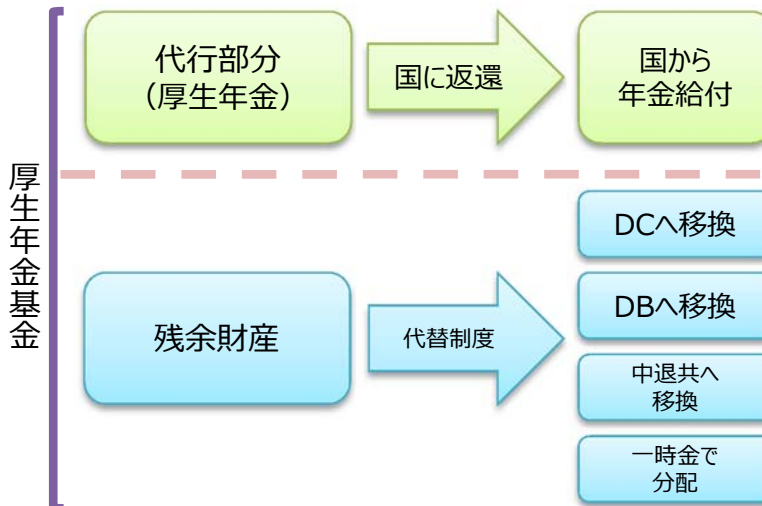 厚生年金基金
代行部分
（厚生年金）
国に返還
国から
年金給付
残余財産
代替制度
DCへ移換
DBへ移換
中退共へ
移換
一時金で
分配